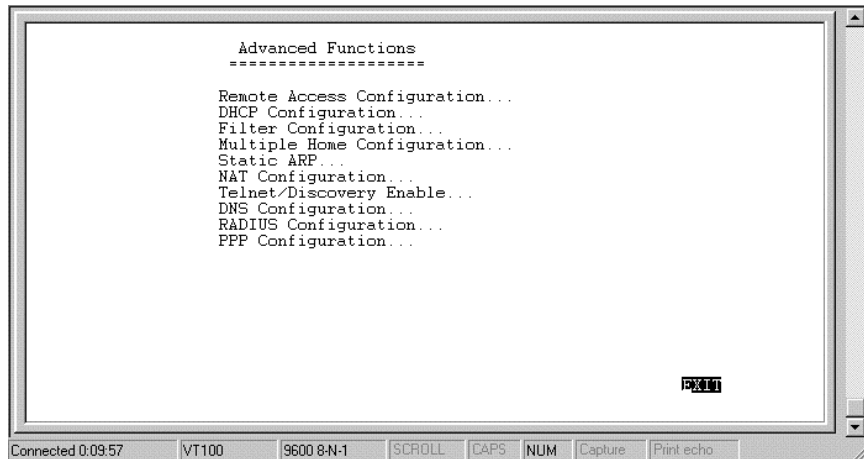 Advanced Functions
====================
Remote Access Configuration...
DHCP Configuration...
Filter Configuration...
Multiple Home Configuration...
Static ARP...
NAT Configuration...
Telnet/Discovery Enable...
DNS Configuration...
RADIUS Configuration...
PPP Configuration...
EXIT
Connected 0:09:57 VT100 9600 8-N-1 SCROLL CAPS NUM Capture Print echo